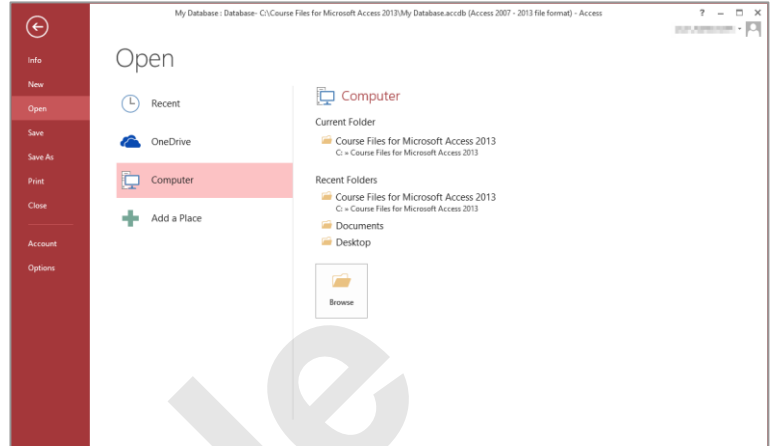 My Database : Database- C:\Course Files for Microsoft Access 2013\My Database.accdb (Access 2007 - 2013 file format) - Access
?
Info
New
Open
Save
Save As
Print
Close
Account
Options
Open
Recent
OneDrive
Computer
Add a Place
Computer
Current Folder
Course Files for Microsoft Access 2013
C: » Course Files for Microsoft Access 2013
Recent Folders
Course Files for Microsoft Access 2013
C: » Course Files for Microsoft Access 2013
Documents
Desktop
Browse